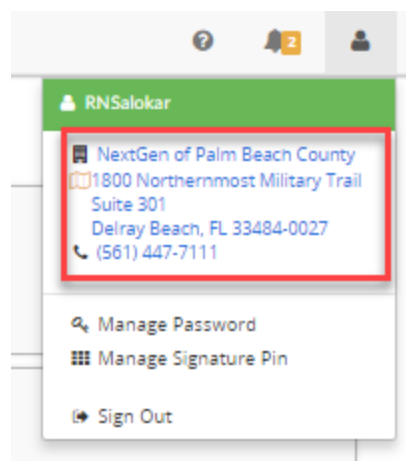 2
RNSalokar
NextGen of Palm Beach County
1800 Northernmost Military Trail
Suite 301
Delray Beach, FL 33484-0027
(561) 447-7111
Manage Password
Manage Signature Pin
Sign Out